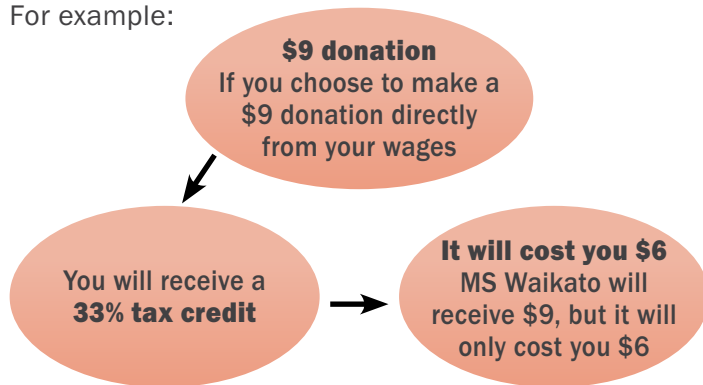 For example:
$9 donation
If you choose to make a
$9 donation directly
from your wages
You will receive a
33% tax credit
It will cost you $6
MS Waikato will
receive $9, but it will
only cost you $6